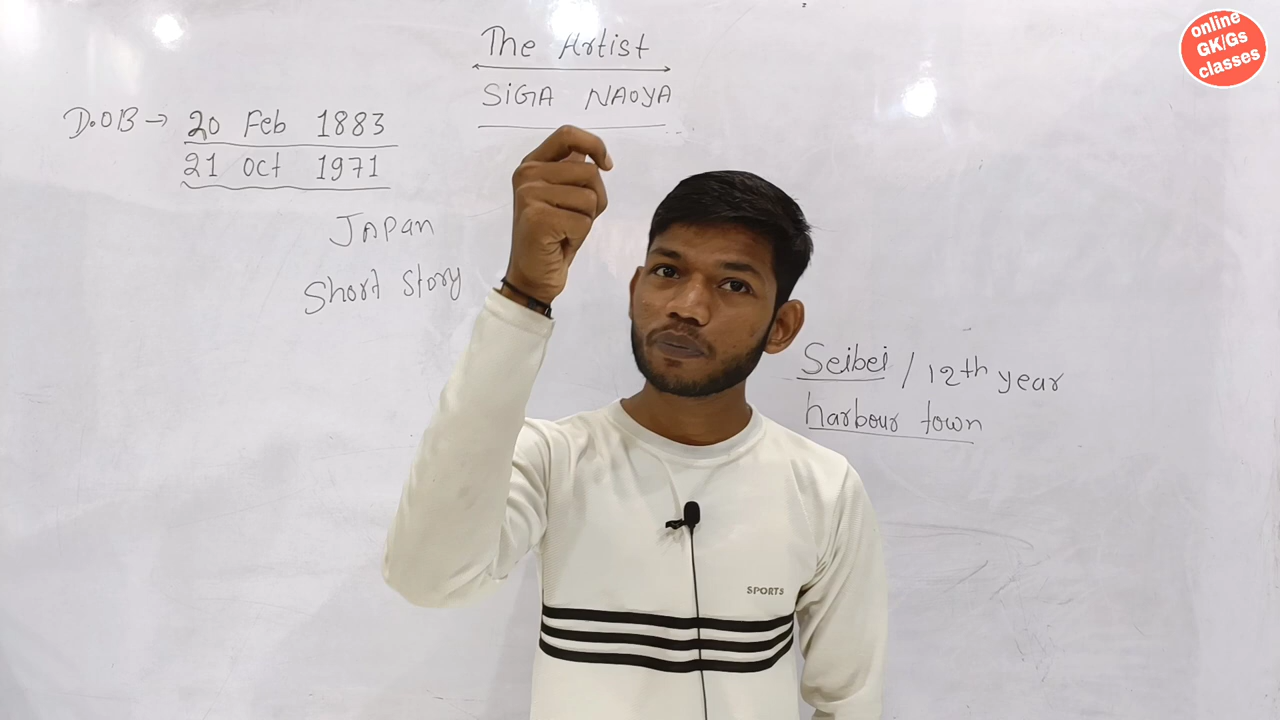 The Artist
SIGA NAOYA
D.OB → 20 Feb 1883
21 Oct 1971
JAPan
Short Story
Seibei / 12th year
harbour town
SPORTS
online
GK/Gs
classes